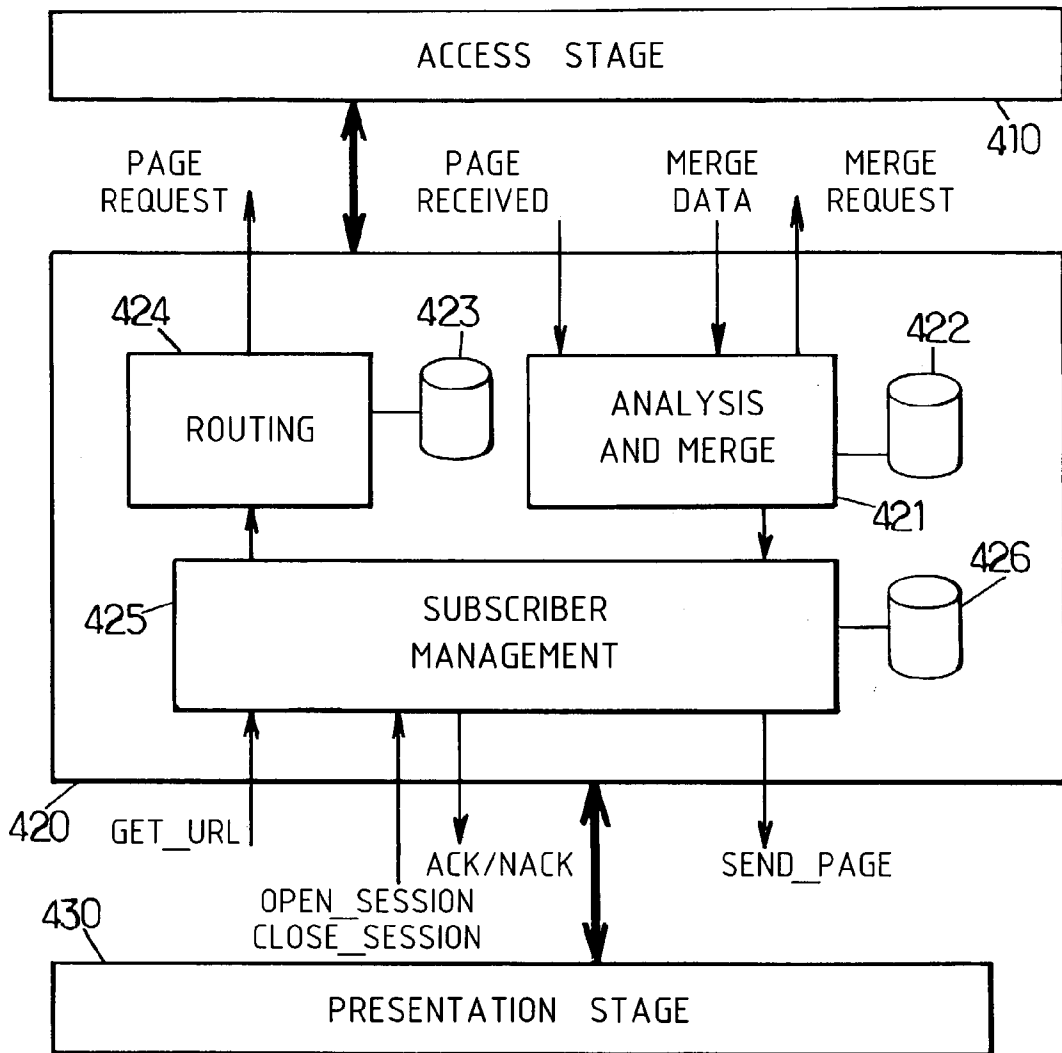 ACCESS STAGE
410
PAGE
REQUEST
PAGE
RECEIVED
MERGE
DATA
MERGE
REQUEST
424
423
422
ROUTING
ANALYSIS
AND MERGE
421
426
425
SUBSCRIBER
MANAGEMENT
420
GET_URL
ACK/NACK
SEND_PAGE
OPEN_SESSION
CLOSE_SESSION
430
PRESENTATION STAGE